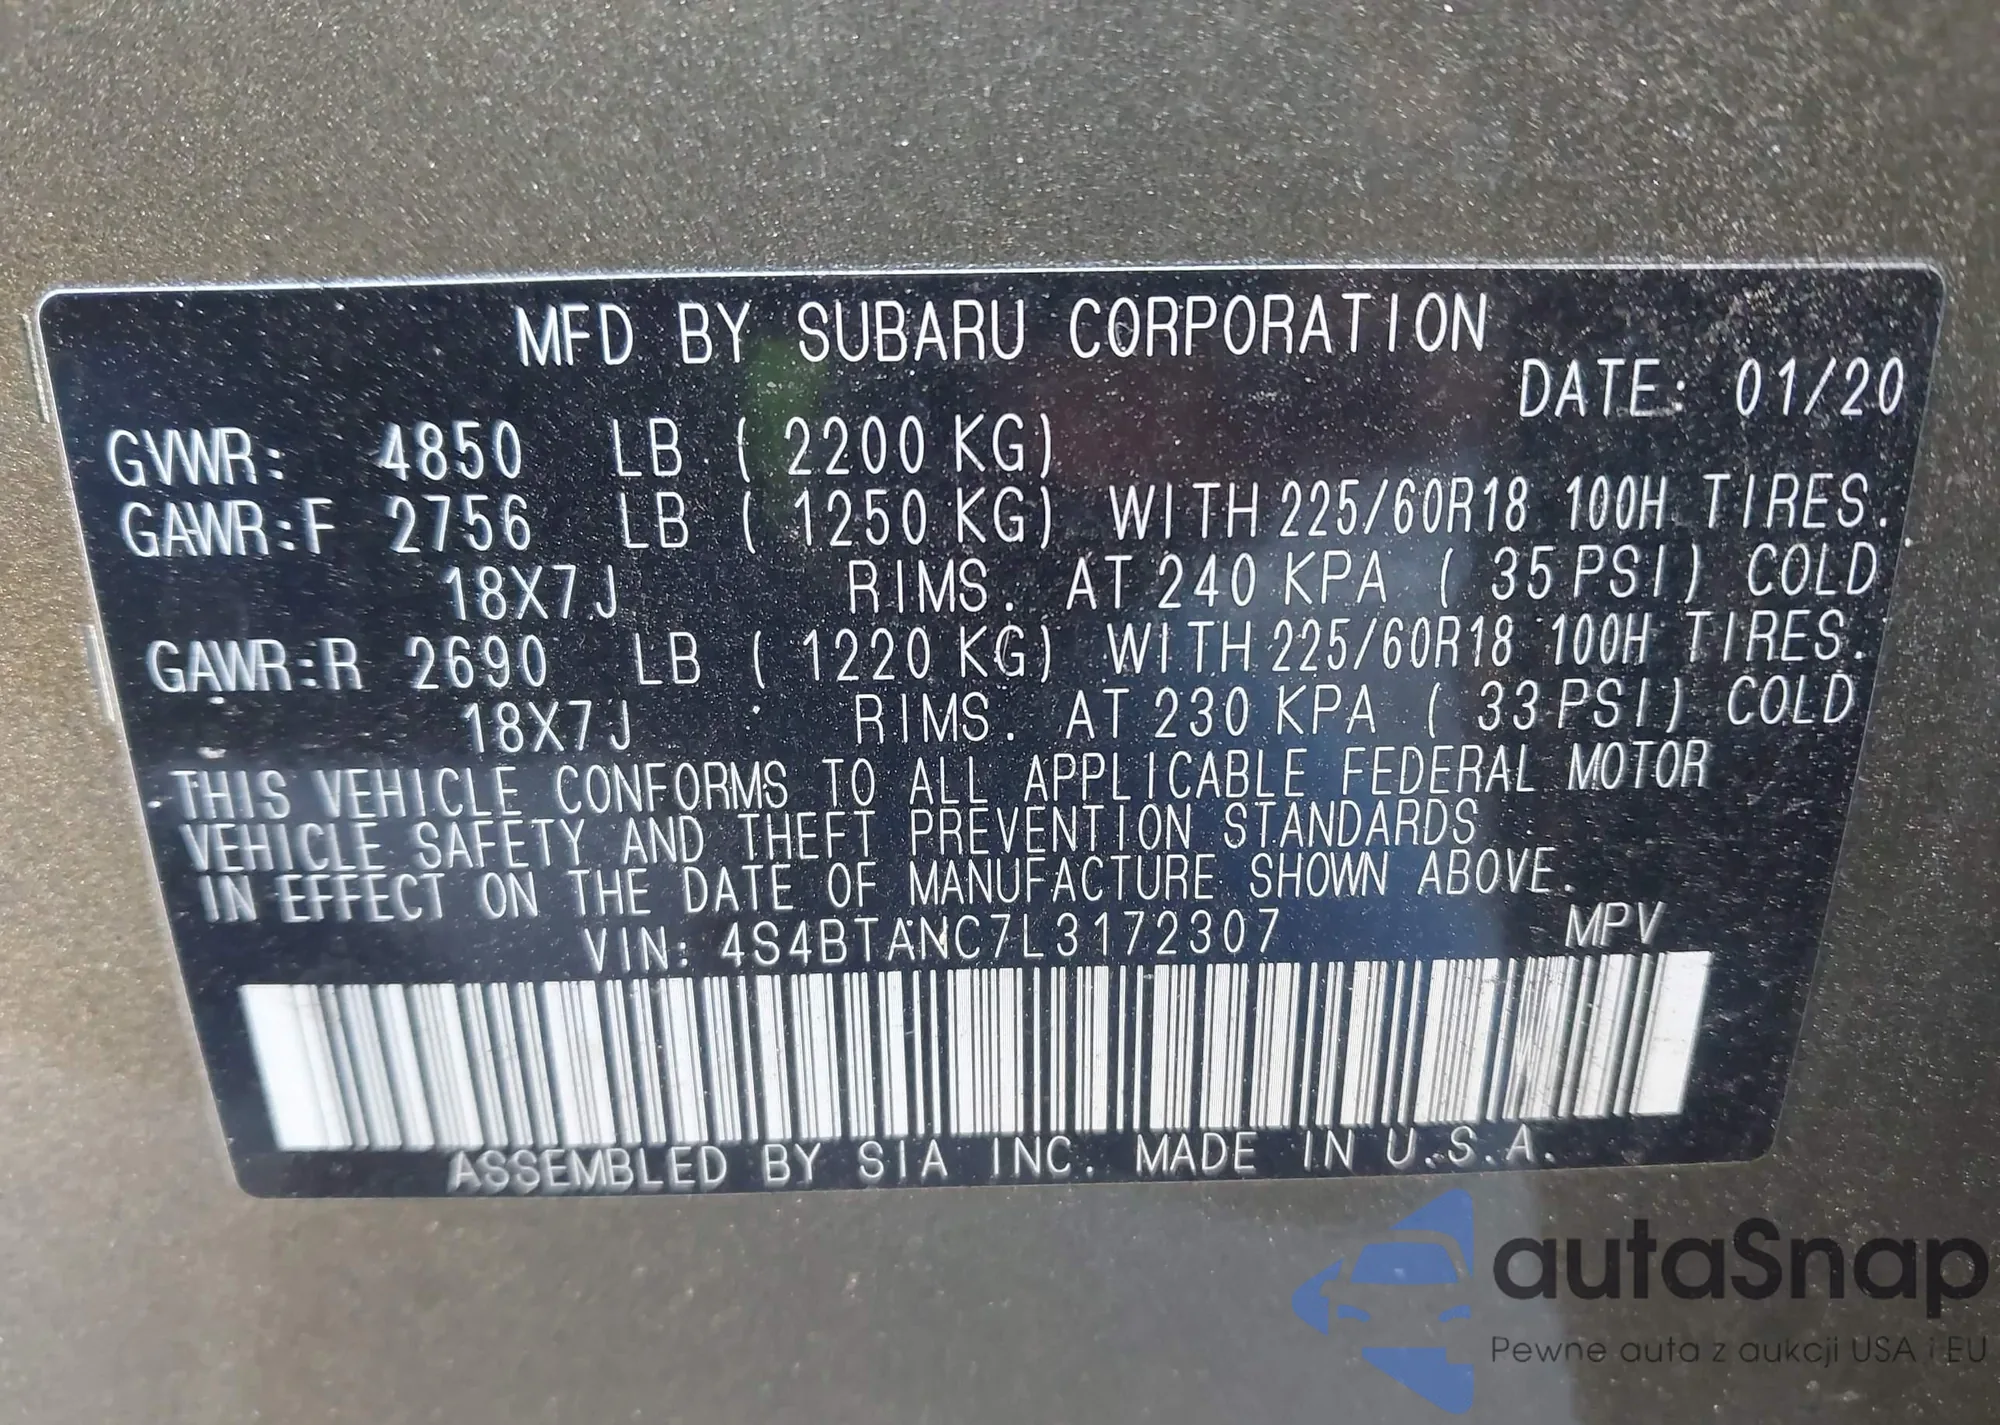 MFD BY SUBARU CORPORATION
DATE: 01/20
GVWR: 4850 LB (2200 KG)
GAWR:F 2756 LB (1250 KG) WITH 225/60R18 100H TIRES.
18X7J RIMS. AT 240 KPA (35 PSI) COLD
GAWR:R 2690 LB (1220 KG) WITH 225/60R18 100H TIRES.
18X7J RIMS. AT 230 KPA (33 PSI) COLD
THIS VEHICLE CONFORMS TO ALL APPLICABLE FEDERAL MOTOR
VEHICLE SAFETY AND THEFT PREVENTION STANDARDS
IN EFFECT ON THE DATE OF MANUFACTURE SHOWN ABOVE.
VIN: 4S4BTANC7L3172307 MPV
ASSEMBLED BY SIA INC. MADE IN U.S.A.
autaSnap
Pewne auta z aukcji USA i EU